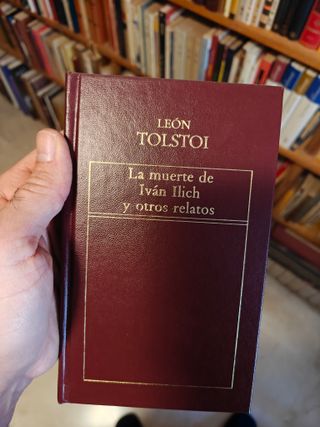 LEÓN
TOLSTOI
La muerte de
Iván Ilich
y otros relatos